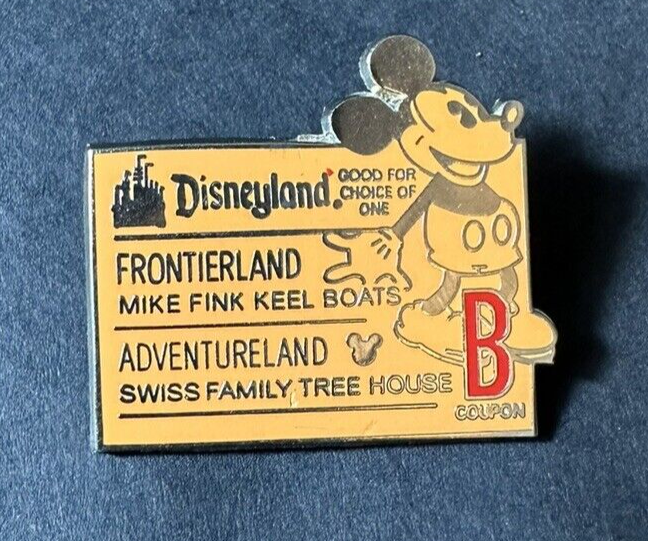 Disneyland.
GOOD FOR
CHOICE OF
ONE
FRONTIERLAND
MIKE FINK KEEL BOATS
ADVENTURELAND
SWISS FAMILY TREE HOUSE
B
COUPON